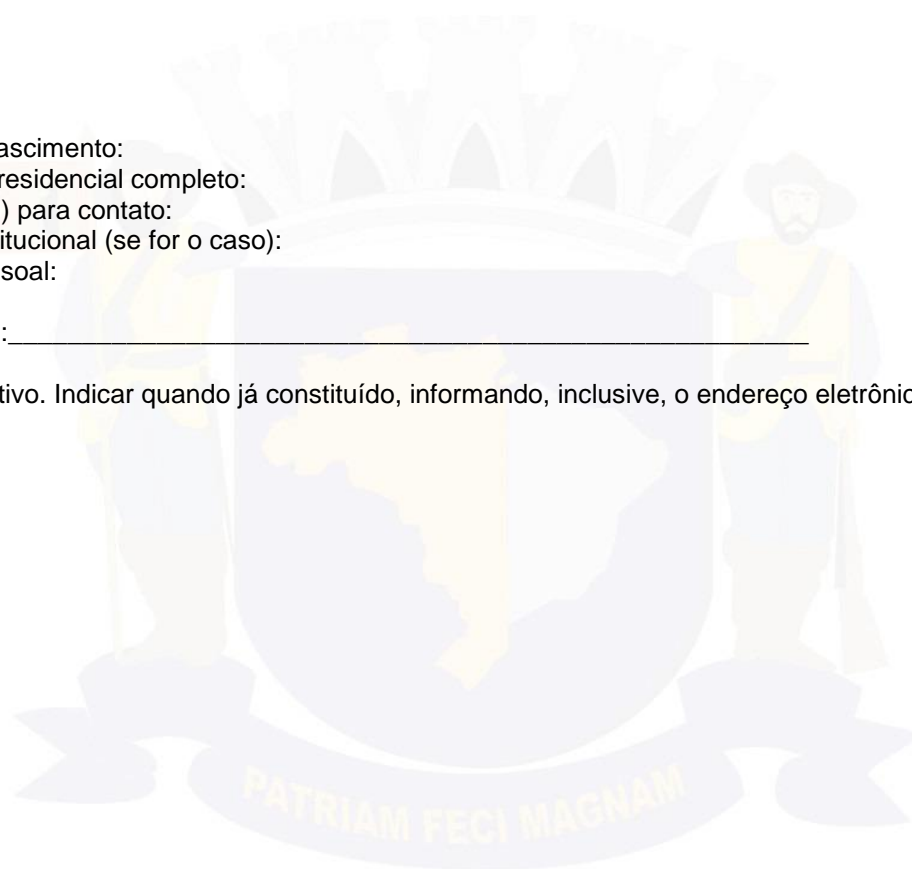 ascimento:
residencial completo:
) para contato:
itucional (se for o caso):
soal:
:______________________________________________________
tivo. Indicar quando já constituído, informando, inclusive, o endereço eletrônic
PATRIAM FECI MAGNAM